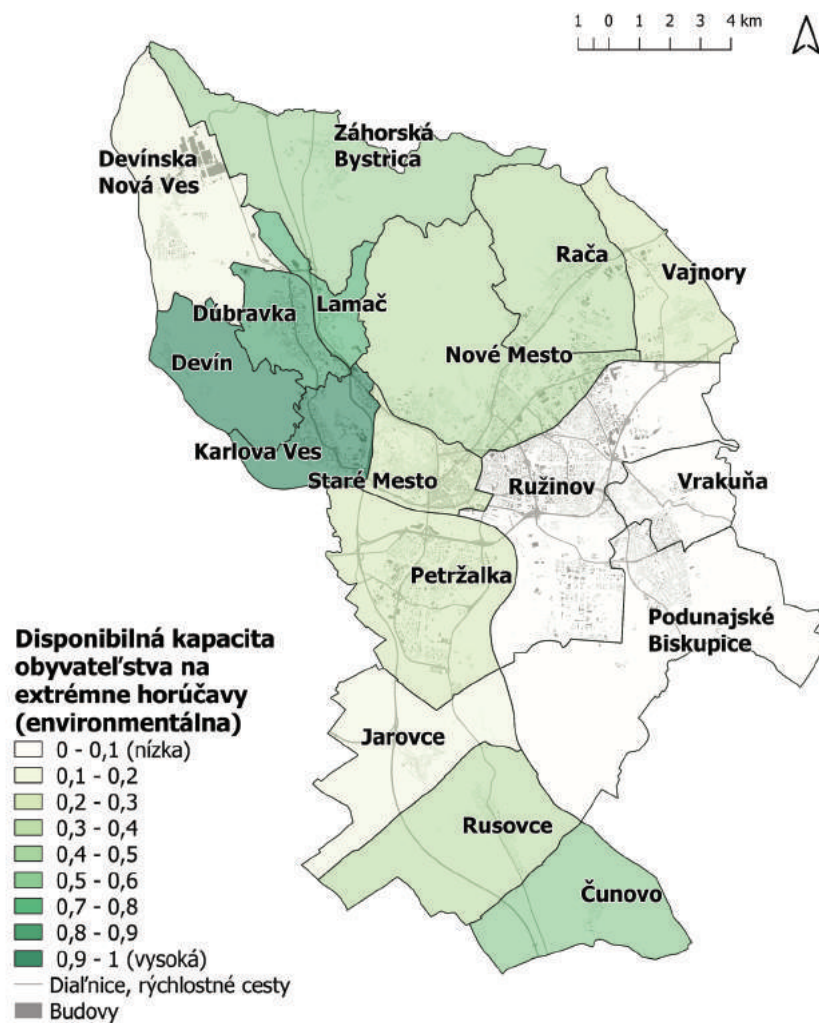 1 0 1 2 3 4 km
Záhorská
Bystrica
Devínska
Nová Ves
Rača
Vajnory
Lamač
Dúbravka
Nové Mesto
Devín
Karlova Ves
Staré Mesto
Ružinov
Vrakuňa
Petržalka
Podunajské
Biskupice
Jarovce
Rusovce
Čunovo
Disponibilná kapacita
obyvateľstva na
extrémne horúčavy
(environmentálna)
0 - 0,1 (nízka)
0,1 - 0,2
0,2 - 0,3
0,3 - 0,4
0,4 - 0,5
0,5 - 0,6
0,7 - 0,8
0,8 - 0,9
0,9 - 1 (vysoká)
Diaľnice, rýchlostné cesty
Budovy